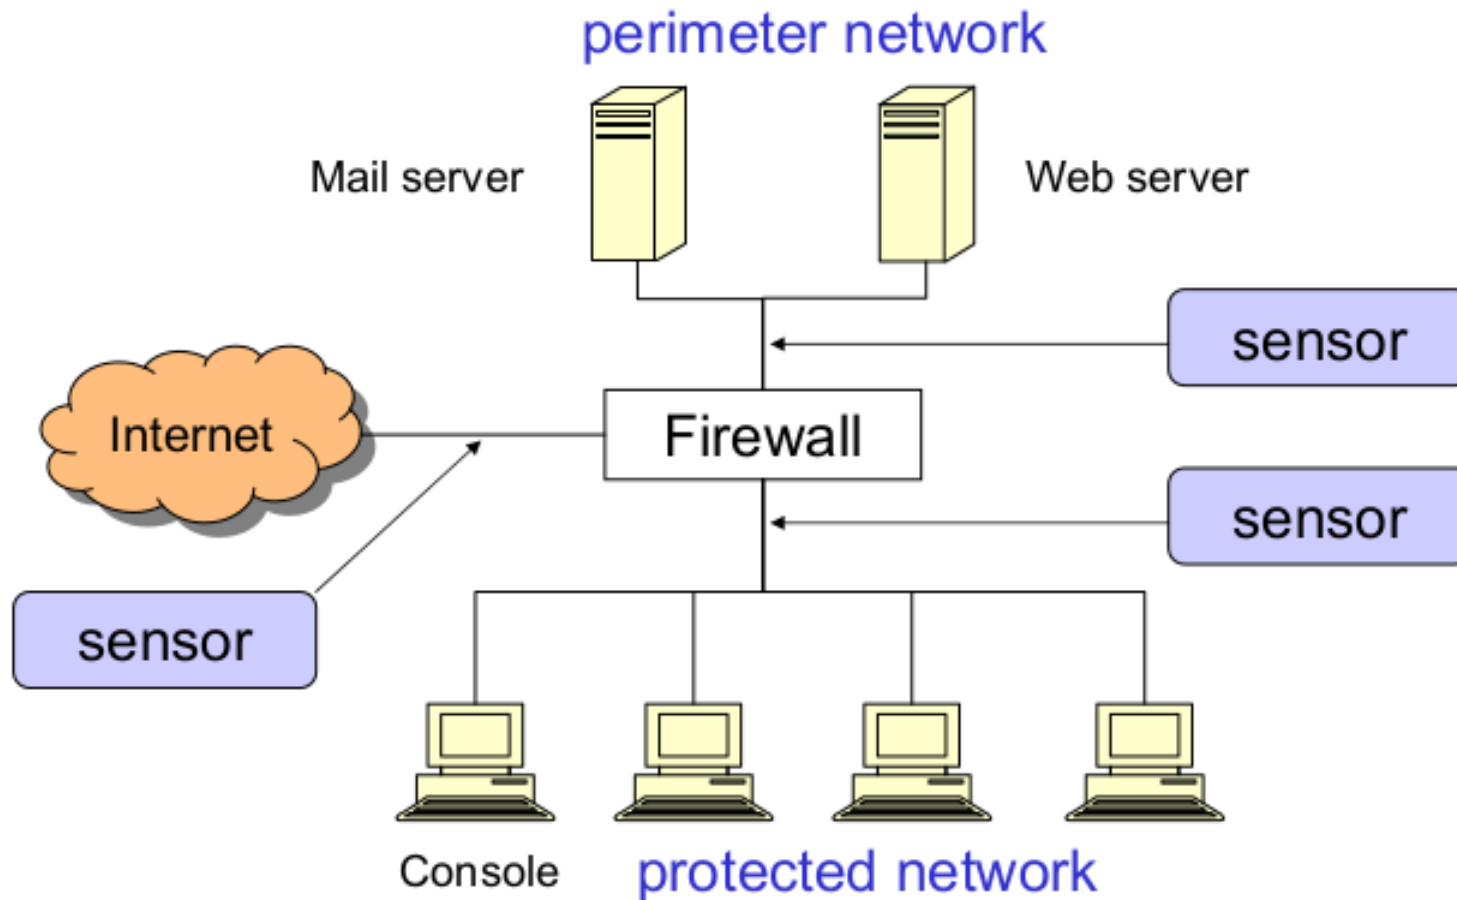 perimeter network
Mail server
Web server
sensor
Internet
Firewall
sensor
sensor
Console
protected network